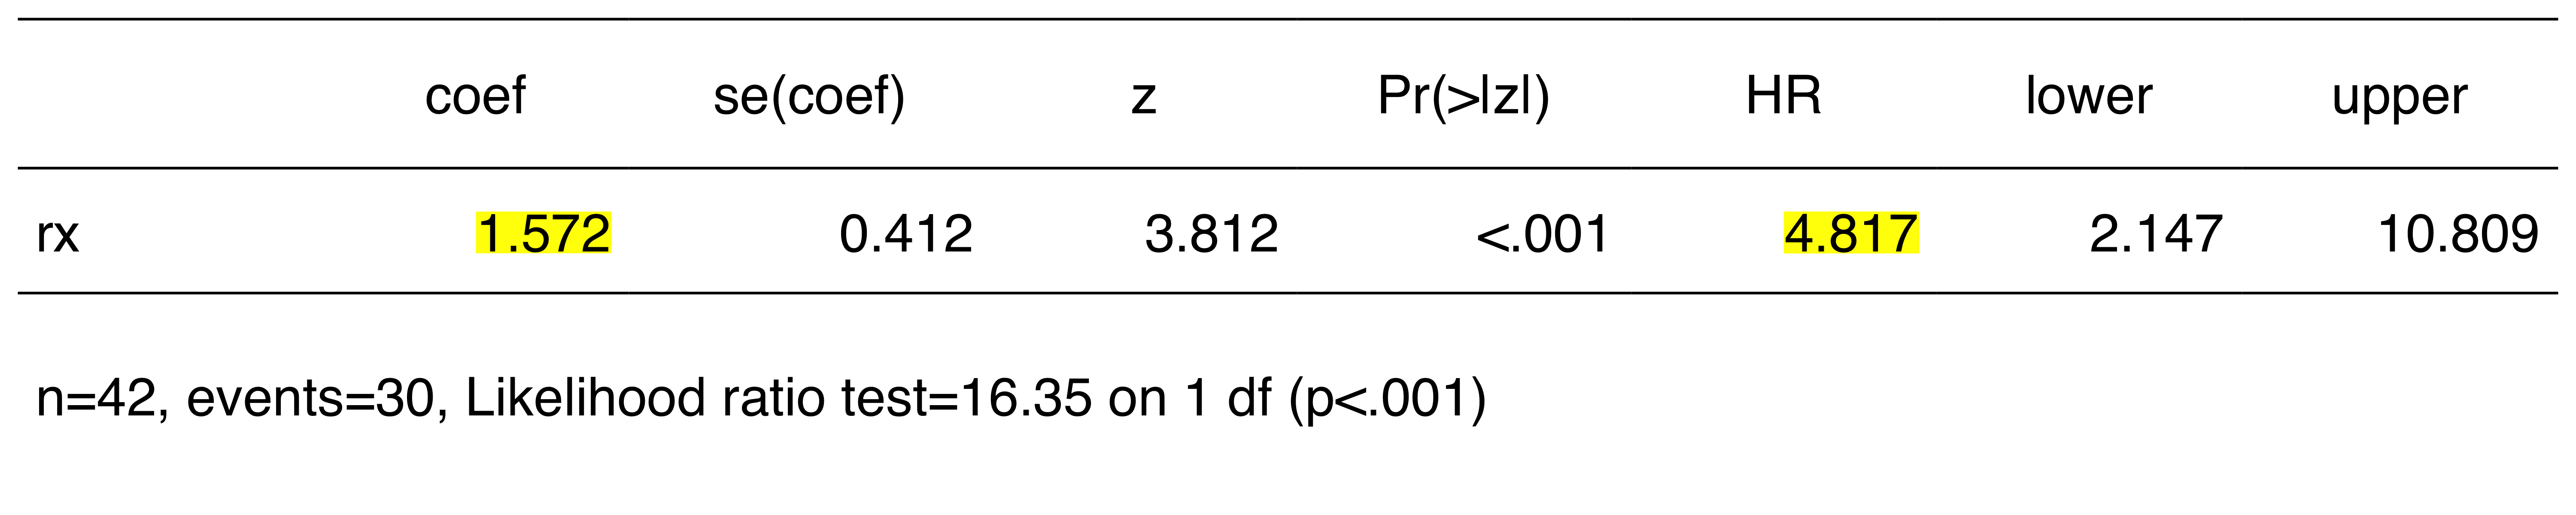 coef se(coef) z Pr(>|z|) HR lower upper
rx 1.572 0.412 3.812 <.001 4.817 2.147 10.809
n=42, events=30, Likelihood ratio test=16.35 on 1 df (p<.001)